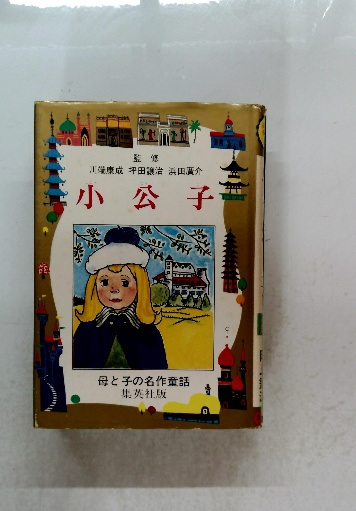 監修
川端康成 坪田譲治 浜田廣介
小公子
母と子の名作童話
集英社版